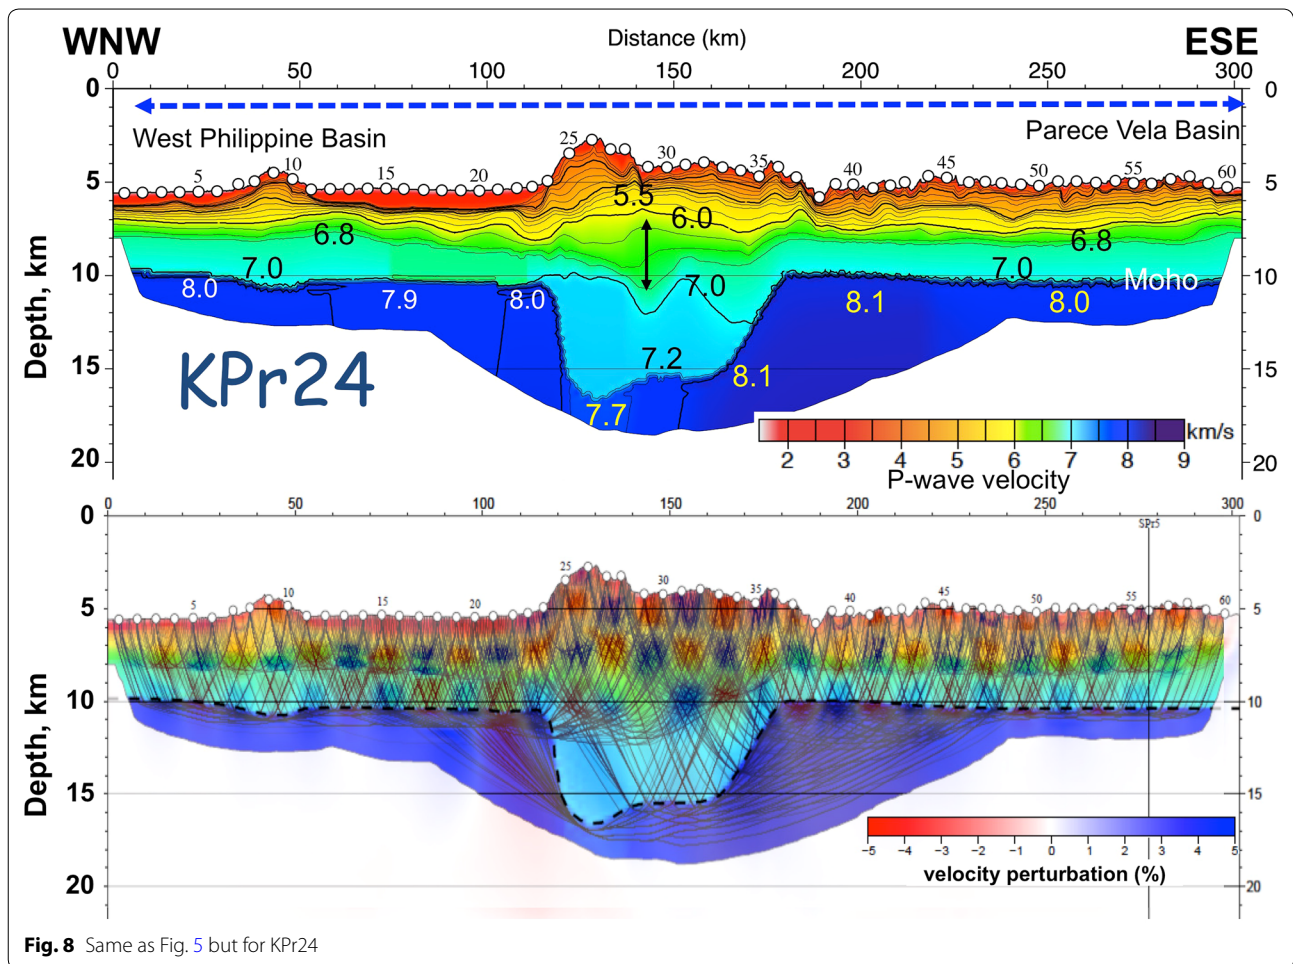 WNW
Distance (km)
ESE
0 50 100 150 200 250 300
0 0
West Philippine Basin
Parece Vela Basin
5 10 15 20 25 30 35 40 45 50 55 60
5 5
5.5
6.0
6.8 6.8
7.0 7.0 7.0
10 10
Moho
8.0 7.9 8.0 8.1 8.0
Depth, km
KPr24
7.2
8.1
15 15
7.7
km/s
2 3 4 5 6 7 8 9
P-wave velocity
20 20
0 50 100 150 200 250 300
0 0
SPr5
5 10 15 20 25 30 35 40 45 50 55 60
5 5
10 10
Depth, km
15 15
-5 -4 -3 -2 -1 0 1 2 3 4 5
velocity perturbation (%)
20 20
Fig. 8 Same as Fig. 5 but for KPr24